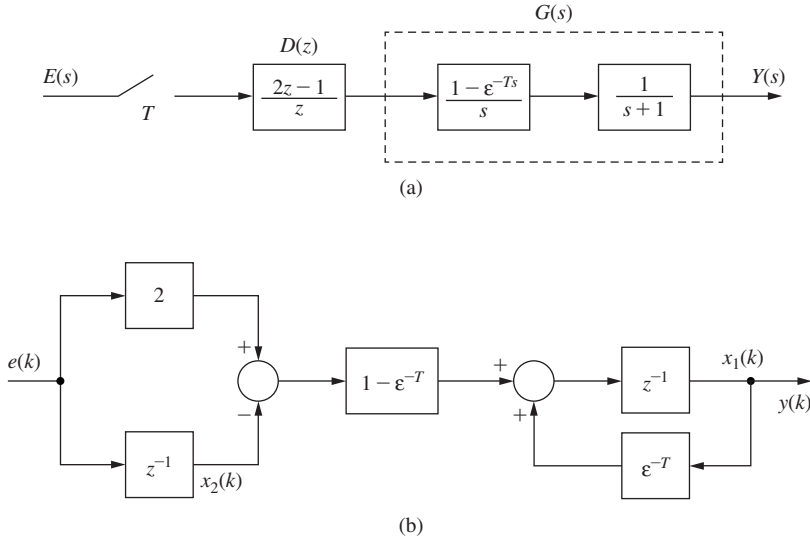 G(s)
D(z)
E(s)
T
2z − 1
z
1 − ε^{−Ts}
s
1
s + 1
Y(s)
(a)
2
e(k)
+
−
z^{−1}
x_2(k)
1 − ε^{−T}
+
+
z^{−1}
x_1(k)
y(k)
ε^{−T}
(b)